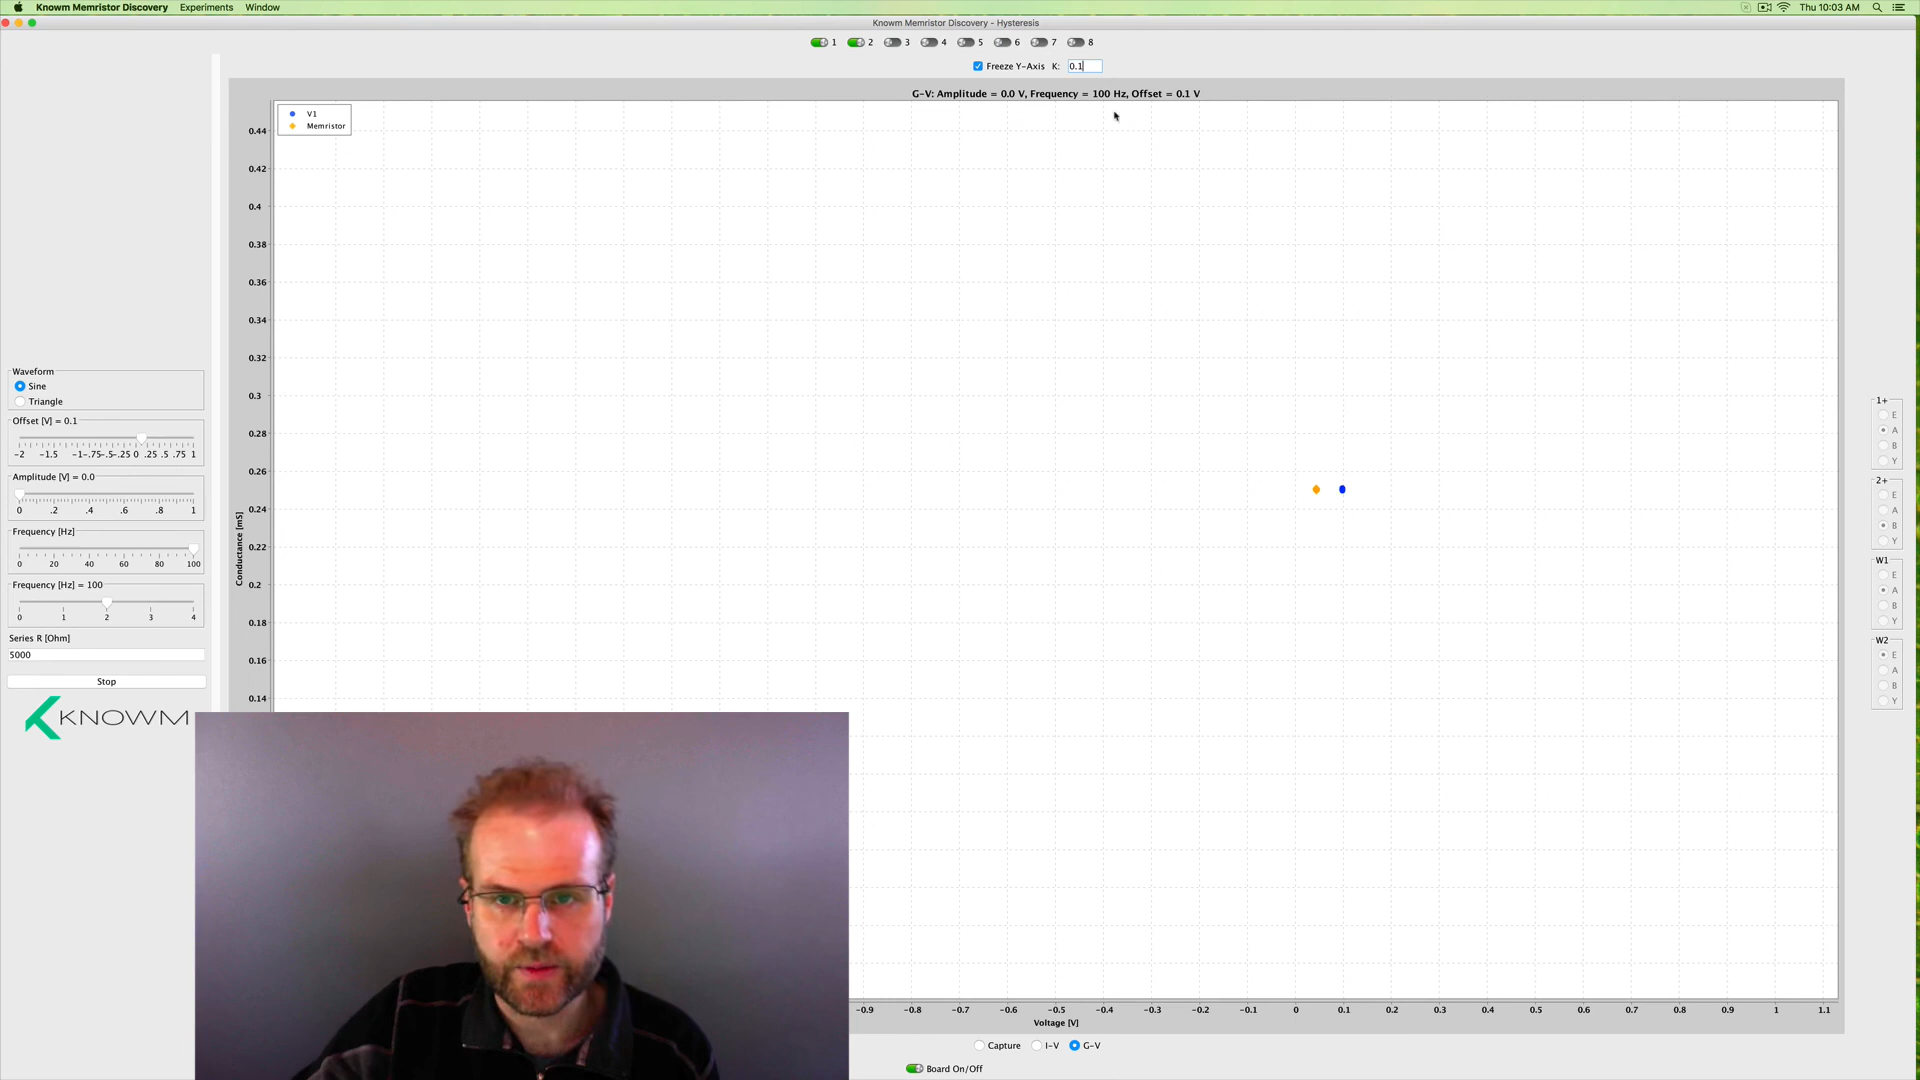 Knowm Memristor Discovery Experiments Window Thu 10:03 AM
Knowm Memristor Discovery - Hysteresis
1 2 3 4 5 6 7 8
Freeze Y-Axis K: 0.1
G-V: Amplitude = 0.0 V, Frequency = 100 Hz, Offset = 0.1 V
V1
Memristor
0.44
0.42
0.4
0.38
0.36
0.34
0.32
0.3
0.28
0.26
0.24
0.22
0.2
0.18
0.16
0.14
Conductance [mS]
Waveform
Sine
Triangle
Offset [V] = 0.1
-2 -1.5 -1 -.75 -.5 -.25 0 .25 .5 .75 1
Amplitude [V] = 0.0
0 .2 .4 .6 .8 1
Frequency [Hz]
0 20 40 60 80 100
Frequency [Hz] = 100
0 1 2 3 4
Series R [Ohm]
5000
Stop
KNOWM
1+
E
A
B
Y
2+
E
A
B
Y
W1
E
A
B
Y
W2
E
A
B
Y
-0.9 -0.8 -0.7 -0.6 -0.5 -0.4 -0.3 -0.2 -0.1 0 0.1 0.2 0.3 0.4 0.5 0.6 0.7 0.8 0.9 1 1.1
Voltage [V]
Capture I-V G-V
Board On/Off